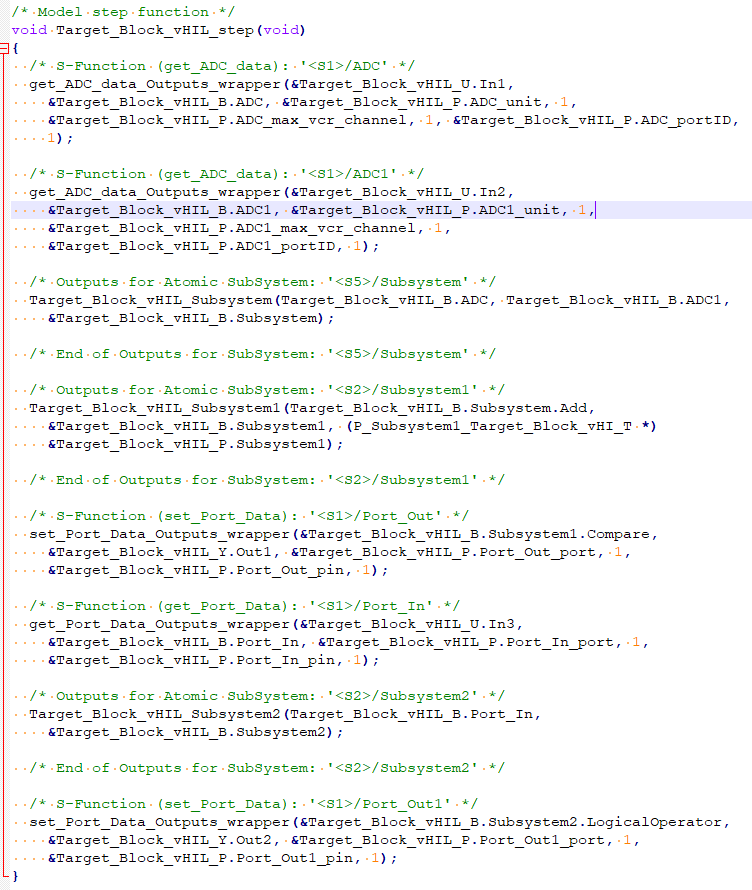 /* Model step function */
void Target_Block_vHIL_step(void)
{
  /* S-Function (get_ADC_data): '<S1>/ADC' */
  get_ADC_data_Outputs_wrapper(&Target_Block_vHIL_U.In1,
    &Target_Block_vHIL_B.ADC, &Target_Block_vHIL_P.ADC_unit, 1,
    &Target_Block_vHIL_P.ADC_max_vcr_channel, 1, &Target_Block_vHIL_P.ADC_portID,
    1);

  /* S-Function (get_ADC_data): '<S1>/ADC1' */
  get_ADC_data_Outputs_wrapper(&Target_Block_vHIL_U.In2,
    &Target_Block_vHIL_B.ADC1, &Target_Block_vHIL_P.ADC1_unit, 1,
    &Target_Block_vHIL_P.ADC1_max_vcr_channel, 1,
    &Target_Block_vHIL_P.ADC1_portID, 1);

  /* Outputs for Atomic SubSystem: '<S5>/Subsystem' */
  Target_Block_vHIL_Subsystem(Target_Block_vHIL_B.ADC, Target_Block_vHIL_B.ADC1,
    &Target_Block_vHIL_B.Subsystem);

  /* End of Outputs for SubSystem: '<S5>/Subsystem' */

  /* Outputs for Atomic SubSystem: '<S2>/Subsystem1' */
  Target_Block_vHIL_Subsystem1(Target_Block_vHIL_B.Subsystem.Add,
    &Target_Block_vHIL_B.Subsystem1, (P_Subsystem1_Target_Block_vHI_T *)
    &Target_Block_vHIL_P.Subsystem1);

  /* End of Outputs for SubSystem: '<S2>/Subsystem1' */

  /* S-Function (set_Port_Data): '<S1>/Port_Out' */
  set_Port_Data_Outputs_wrapper(&Target_Block_vHIL_B.Subsystem1.Compare,
    &Target_Block_vHIL_Y.Out1, &Target_Block_vHIL_P.Port_Out_port, 1,
    &Target_Block_vHIL_P.Port_Out_pin, 1);

  /* S-Function (get_Port_Data): '<S1>/Port_In' */
  get_Port_Data_Outputs_wrapper(&Target_Block_vHIL_U.In3,
    &Target_Block_vHIL_B.Port_In, &Target_Block_vHIL_P.Port_In_port, 1,
    &Target_Block_vHIL_P.Port_In_pin, 1);

  /* Outputs for Atomic SubSystem: '<S2>/Subsystem2' */
  Target_Block_vHIL_Subsystem2(Target_Block_vHIL_B.Port_In,
    &Target_Block_vHIL_B.Subsystem2);

  /* End of Outputs for SubSystem: '<S2>/Subsystem2' */

  /* S-Function (set_Port_Data): '<S1>/Port_Out1' */
  set_Port_Data_Outputs_wrapper(&Target_Block_vHIL_B.Subsystem2.LogicalOperator,
    &Target_Block_vHIL_Y.Out2, &Target_Block_vHIL_P.Port_Out1_port, 1,
    &Target_Block_vHIL_P.Port_Out1_pin, 1);
}